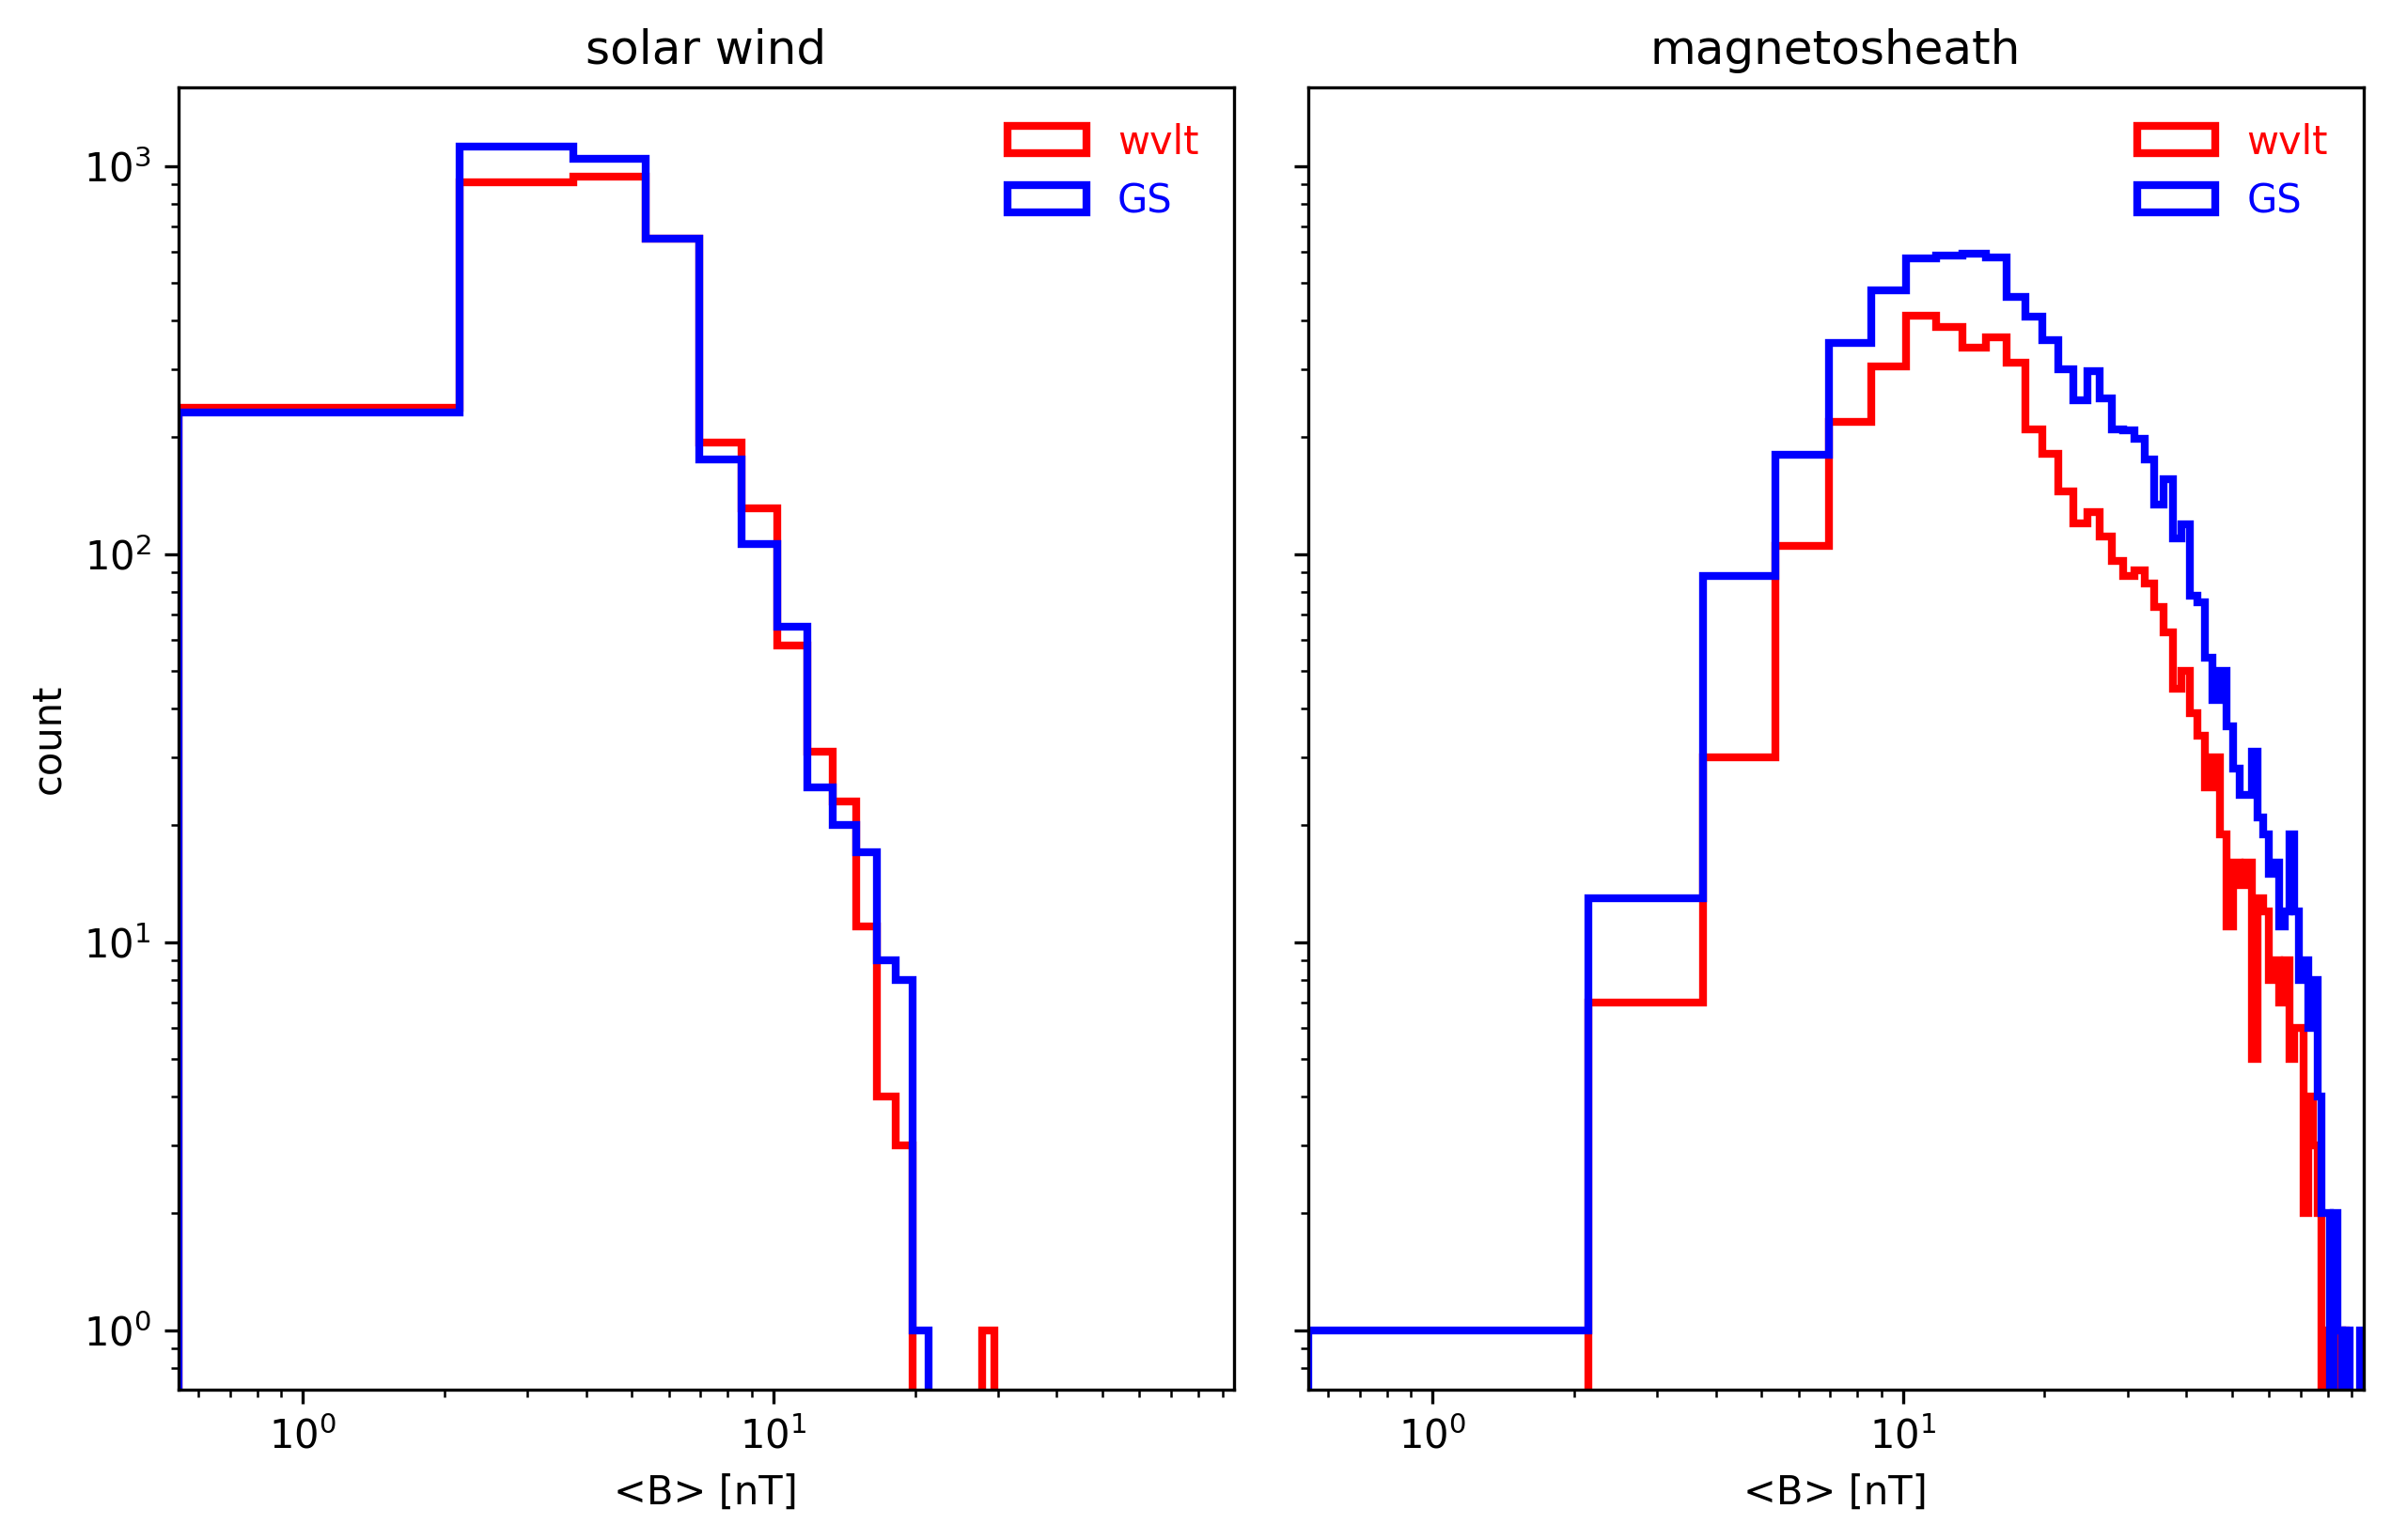 solar wind
magnetosheath
wvlt
GS
wvlt
GS
10³
10²
10¹
10⁰
count
10⁰ 10¹
10⁰ 10¹
<B> [nT]
<B> [nT]